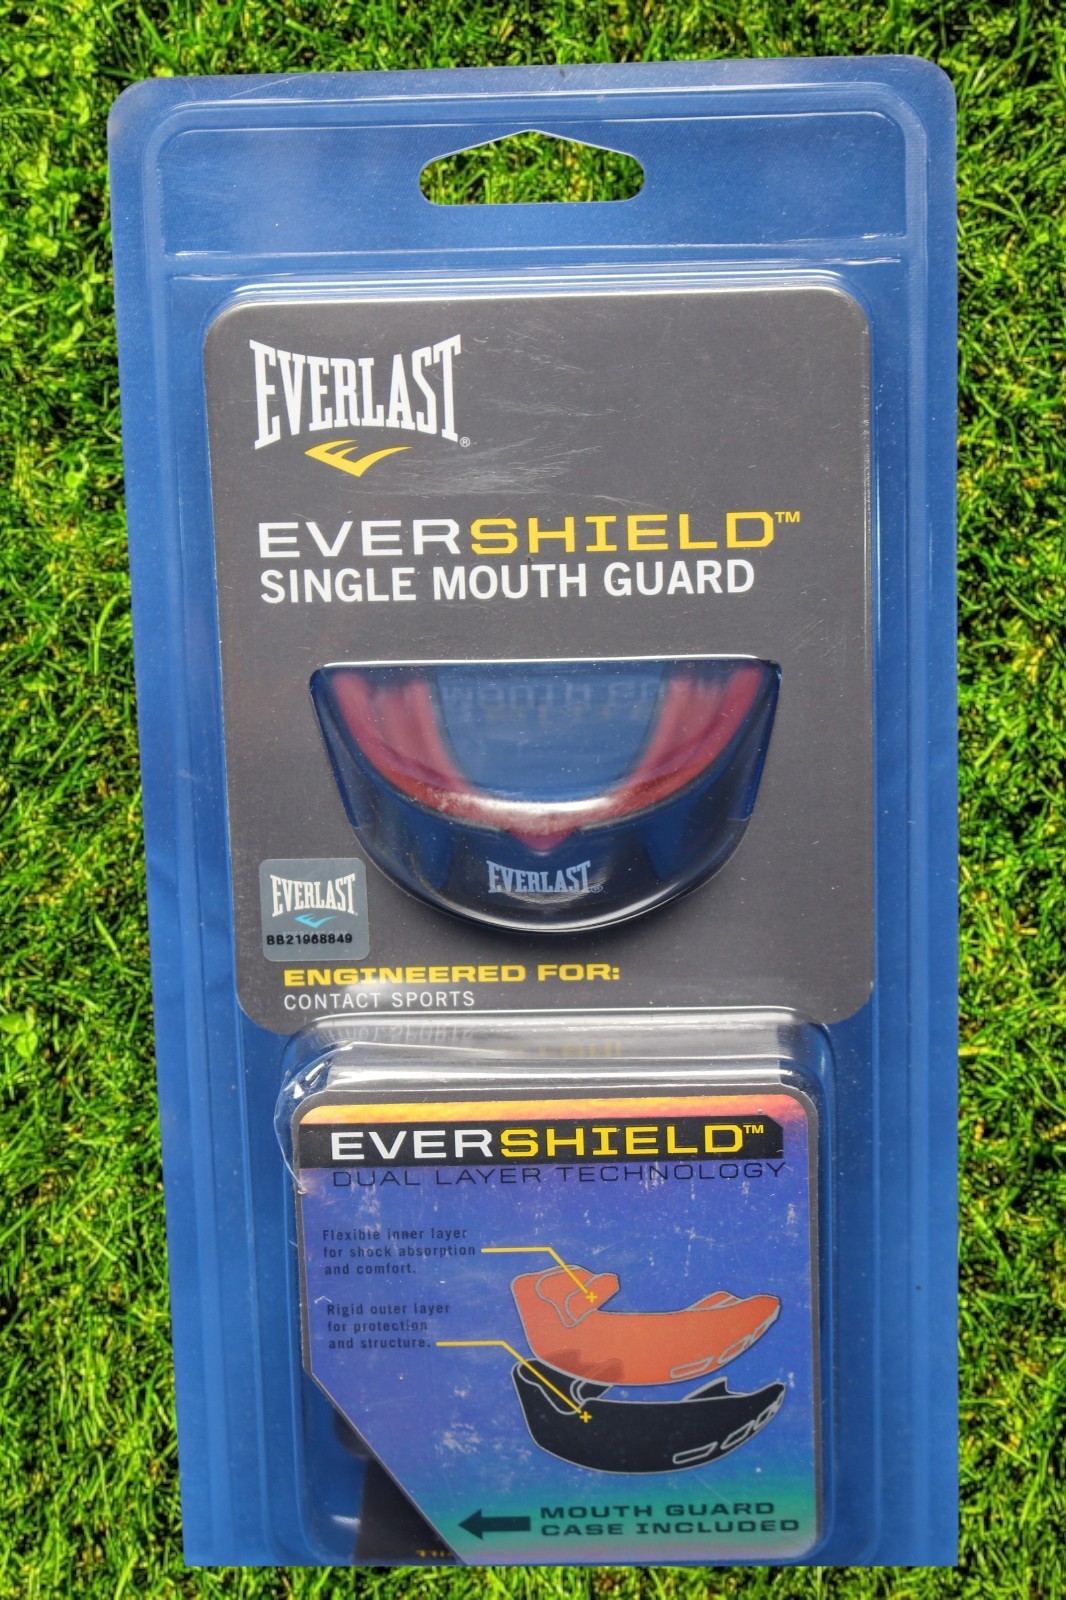 EVERLAST®
EVERSHIELD™
SINGLE MOUTH GUARD
EVERLAST®
EVERLAST
BB21968849
ENGINEERED FOR:
CONTACT SPORTS
EVERSHIELD™
DUAL LAYER TECHNOLOGY
Flexible inner layer
for shock absorption
and comfort.
Rigid outer layer
for protection
and structure.
MOUTH GUARD
CASE INCLUDED